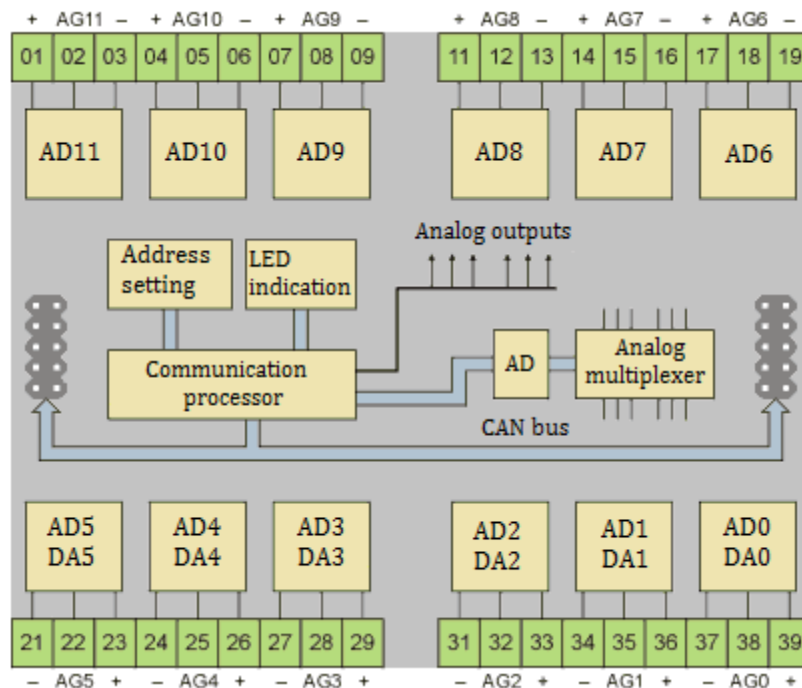 + AG11 – + AG10 – + AG9 – + AG8 – + AG7 – + AG6 –
01 02 03 04 05 06 07 08 09 11 12 13 14 15 16 17 18 19
AD11 AD10 AD9 AD8 AD7 AD6
Analog outputs
Address
setting
LED
indication
Communication
processor
AD
Analog
multiplexer
CAN bus
AD5
DA5
AD4
DA4
AD3
DA3
AD2
DA2
AD1
DA1
AD0
DA0
21 22 23 24 25 26 27 28 29 31 32 33 34 35 36 37 38 39
– AG5 + – AG4 + – AG3 + – AG2 + – AG1 + – AG0 +